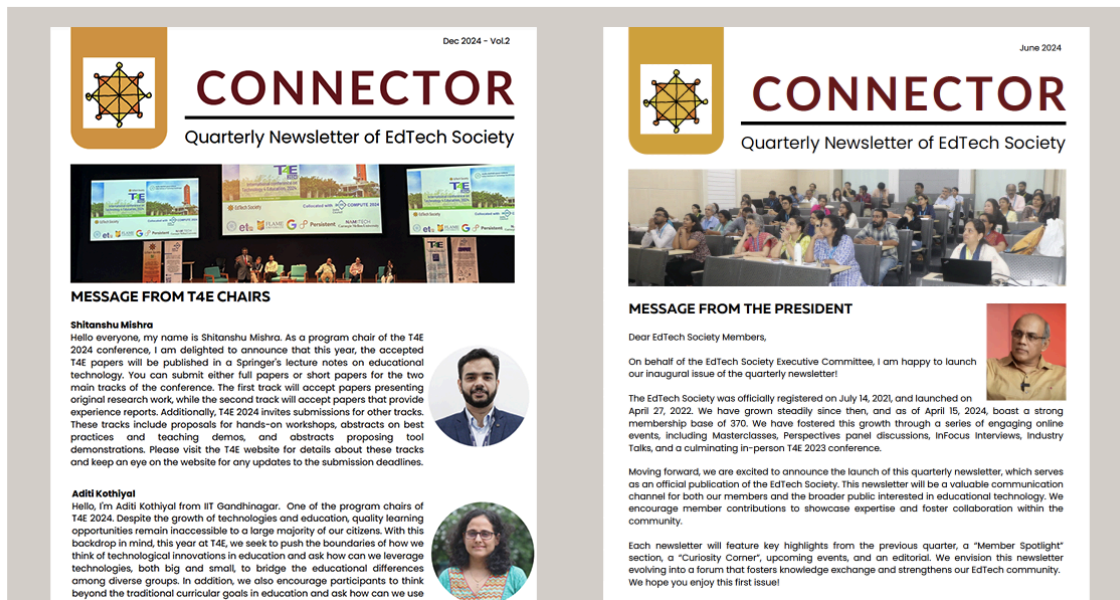 Dec 2024 - Vol.2
CONNECTOR
Quarterly Newsletter of EdTech Society
T4E
International Conference on
Technology 4 Education, 2024
EdTech Society
Colocated with
COMPUTE 2024
et
FLAME
G
Persistent
NAMTECH
MESSAGE FROM T4E CHAIRS
Shitanshu Mishra
Hello everyone, my name is Shitanshu Mishra. As a program chair of the T4E
2024 conference, I am delighted to announce that this year, the accepted
T4E papers will be published in a Springer's lecture notes on educational
technology. You can submit either full papers or short papers for the two
main tracks of the conference. The first track will accept papers presenting
original research work, while the second track will accept papers that provide
experience reports. Additionally, T4E 2024 invites submissions for other tracks.
These tracks include proposals for hands-on workshops, abstracts on best
practices and teaching demos, and abstracts proposing tool
demonstrations. Please visit the T4E website for details about these tracks
and keep an eye on the website for any updates to the submission deadlines.
Aditi Kothiyal
Hello, I'm Aditi Kothiyal from IIT Gandhinagar. One of the program chairs of
T4E 2024. Despite the growth of technologies and education, quality learning
opportunities remain inaccessible to a large majority of our citizens. With this
backdrop in mind, this year at T4E, we seek to push the boundaries of how we
think of technological innovations in education and ask how can we leverage
technologies, both big and small, to bridge the educational differences
among diverse groups. In addition, we also encourage participants to think
beyond the traditional curricular goals in education and ask how can we use
June 2024
CONNECTOR
Quarterly Newsletter of EdTech Society
MESSAGE FROM THE PRESIDENT
Dear EdTech Society Members,
On behalf of the EdTech Society Executive Committee, I am happy to launch
our inaugural issue of the quarterly newsletter!
The EdTech Society was officially registered on July 14, 2021, and launched on
April 27, 2022. We have grown steadily since then, and as of April 15, 2024, boast a strong
membership base of 370. We have fostered this growth through a series of engaging online
events, including Masterclasses, Perspectives panel discussions, InFocus Interviews, Industry
Talks, and a culminating in-person T4E 2023 conference.
Moving forward, we are excited to announce the launch of this quarterly newsletter, which serves
as an official publication of the EdTech Society. This newsletter will be a valuable communication
channel for both our members and the broader public interested in educational technology. We
encourage member contributions to showcase expertise and foster collaboration within the
community.
Each newsletter will feature key highlights from the previous quarter, a "Member Spotlight"
section, a "Curiosity Corner", upcoming events, and an editorial. We envision this newsletter
evolving into a forum that fosters knowledge exchange and strengthens our EdTech community.
We hope you enjoy this first issue!